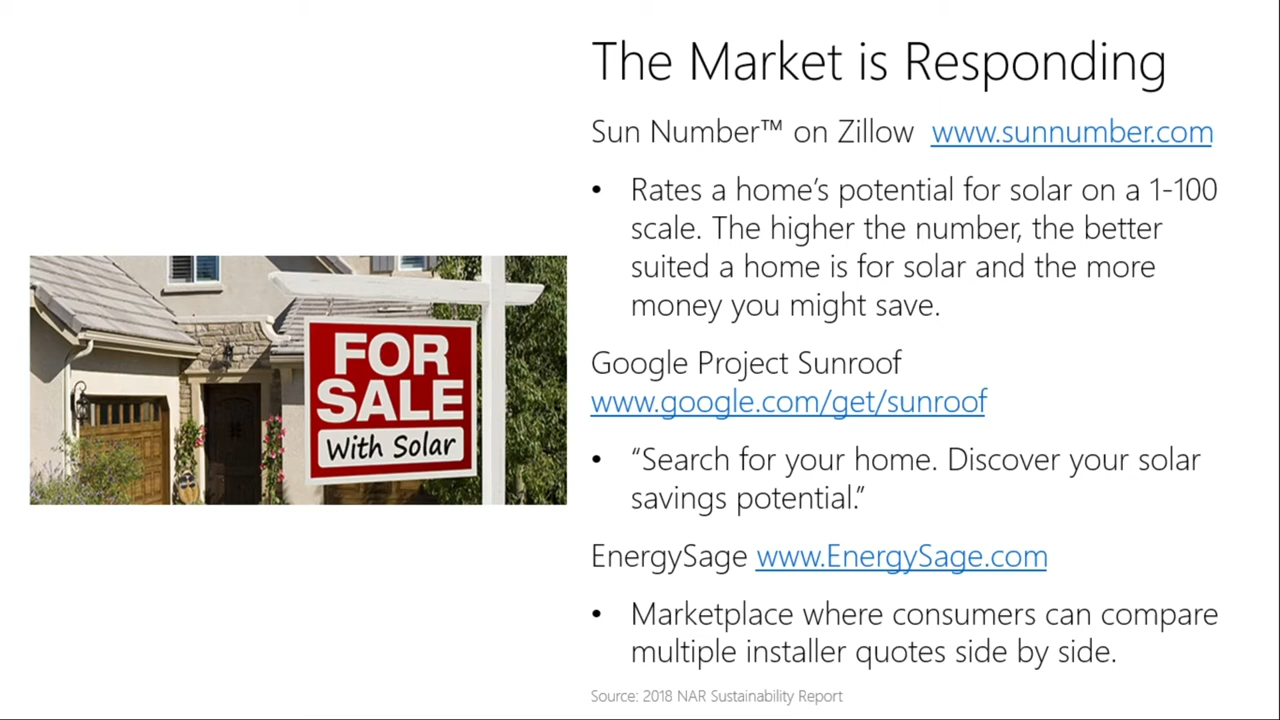 The Market is Responding
Sun Number™ on Zillow www.sunnumber.com
• Rates a home’s potential for solar on a 1-100
scale. The higher the number, the better
suited a home is for solar and the more
money you might save.
FOR
SALE
With Solar
Google Project Sunroof
www.google.com/get/sunroof
• “Search for your home. Discover your solar
savings potential.”
EnergySage www.EnergySage.com
• Marketplace where consumers can compare
multiple installer quotes side by side.
Source: 2018 NAR Sustainability Report